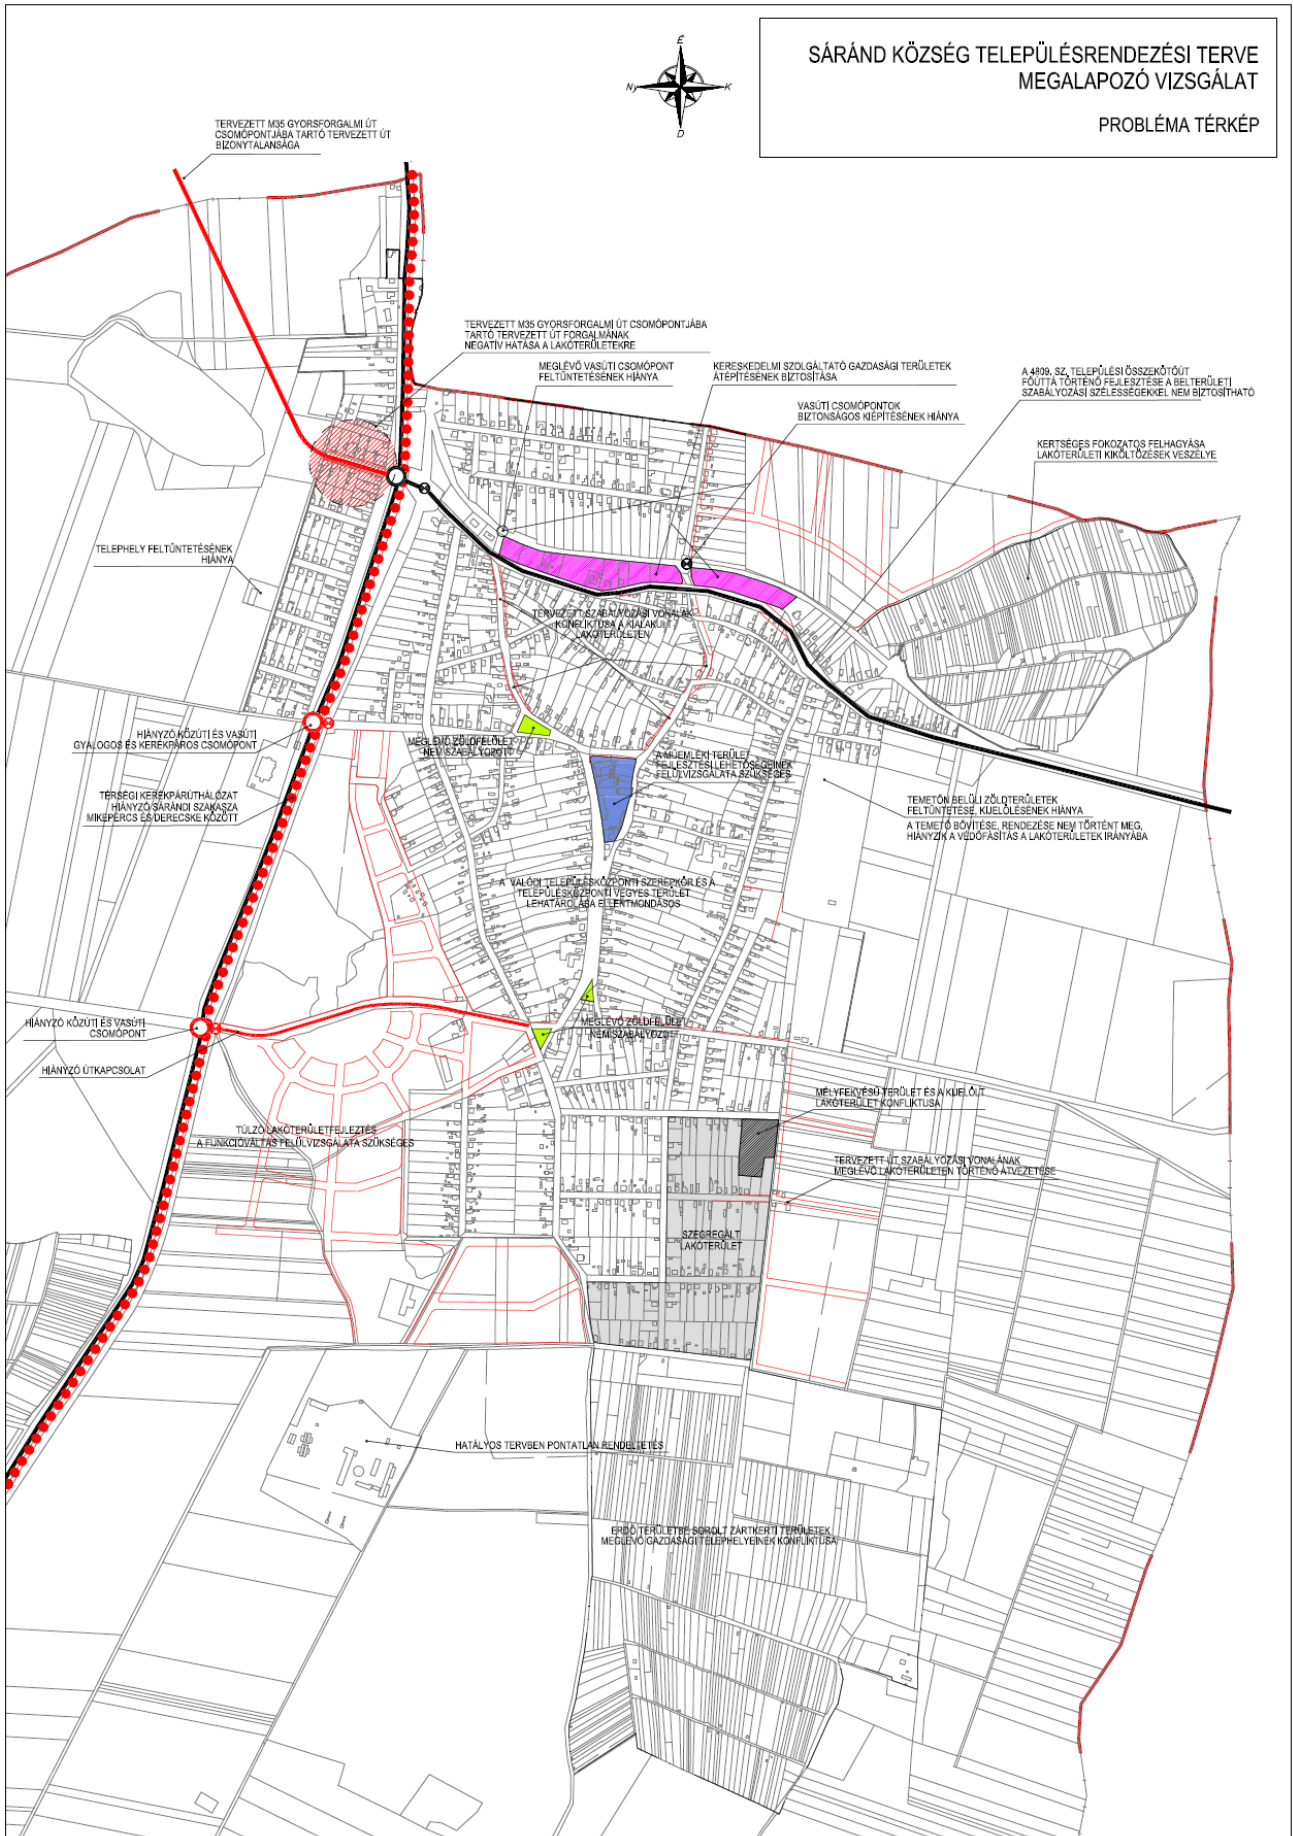 SÁRÁND KÖZSÉG TELEPÜLÉSRENDEZÉSI TERVE
MEGALAPOZÓ VIZSGÁLAT
PROBLÉMA TÉRKÉP
É
Ny
K
D
TERVEZETT M35 GYORSFORGALMI ÚT
CSOMÓPONTJÁBA TARTÓ TERVEZETT ÚT
BIZONYTALANSÁGA
TERVEZETT M35 GYORSFORGALMI ÚT CSOMÓPONTJÁBA
TARTÓ TERVEZETT ÚT FORGALMÁNAK
NEGATÍV HATÁSA A LAKÓTERÜLETEKRE
MEGLÉVŐ VASÚTI CSOMÓPONT
FELTÜNTETÉSÉNEK HIÁNYA
KERESKEDELMI SZOLGÁLTATÓ GAZDASÁGI TERÜLETEK
ÁTÉPÍTÉSÉNEK BIZTOSÍTÁSA
VASÚTI CSOMÓPONTOK
BIZTONSÁGOS KIÉPÍTÉSÉNEK HIÁNYA
A 4809. SZ. TELEPÜLÉSI ÖSSZEKÖTŐÚT
FŐÚTTÁ TÖRTÉNŐ FEJLESZTÉSE A BELTERÜLETI
SZABÁLYOZÁSI SZÉLESSÉGEKKEL NEM BIZTOSÍTHATÓ
KERTSÉGES FOKOZATOS FELHAGYÁSA
LAKÓTERÜLETI KIKÖLTÖZÉSEK VESZÉLYE
TELEPHELY FELTÜNTETÉSÉNEK
HIÁNYA
TERVEZETT SZABÁLYOZÁSI VONALAK
KONFLIKTUSA A KIALAKULT
LAKÓTERÜLETEN
HIÁNYZÓ KÖZÚTI ÉS VASÚTI
GYALOGOS ÉS KERÉKPÁROS CSOMÓPONT
MEGLÉVŐ ZÖLDFELÜLET
NEM SZABÁLYOZOTT
A MŰEMLÉKI TERÜLET
FEJLESZTÉSI LEHETŐSÉGEINEK
FELÜLVIZSGÁLATA SZÜKSÉGES
TÉRSÉGI KERÉKPÁRÚTHÁLÓZAT
HIÁNYZÓ SÁRÁNDI SZAKASZA
MIKEPÉRCS ÉS DERECSKE KÖZÖTT
TEMETŐN BELÜLI ZÖLDTERÜLETEK
FELTÜNTETÉSE, KIJELÖLÉSÉNEK HIÁNYA
A TEMETŐ BŐVÍTÉSE, RENDEZÉSE NEM TÖRTÉNT MEG,
HIÁNYZIK A VÉDŐFÁSÍTÁS A LAKÓTERÜLETEK IRÁNYÁBA
A VALÓDI TELEPÜLÉSKÖZPONTI SZEREPKÖR ÉS A
TELEPÜLÉSKÖZPONTI VEGYES TERÜLET
LEHATÁROLÁSA ELLENTMONDÁSOS
HIÁNYZÓ KÖZÚTI ÉS VASÚTI
CSOMÓPONT
MEGLÉVŐ ZÖLDFELÜLET
NEM SZABÁLYOZOTT
HIÁNYZÓ ÚTKAPCSOLAT
MÉLYFEKVÉSŰ TERÜLET ÉS A KIJELÖLT
LAKÓTERÜLET KONFLIKTUSA
TÚLZÓ LAKÓTERÜLETFEJLEZTÉS
A FUNKCIÓVÁLTÁS FELÜLVIZSGÁLATA SZÜKSÉGES
TERVEZETT ÚT SZABÁLYOZÁSI VONALÁNAK
MEGLÉVŐ LAKÓTERÜLETEN TÖRTÉNŐ ÁTVEZETÉSE
SZEGREGÁLT
LAKÓTERÜLET
HATÁLYOS TERVBEN PONTATLAN RENDELTETÉS
ERDŐ TERÜLETBE SOROLT ZÁRTKERTI TERÜLETEK
MEGLÉVŐ GAZDASÁGI TELEPHELYEINEK KONFLIKTUSA